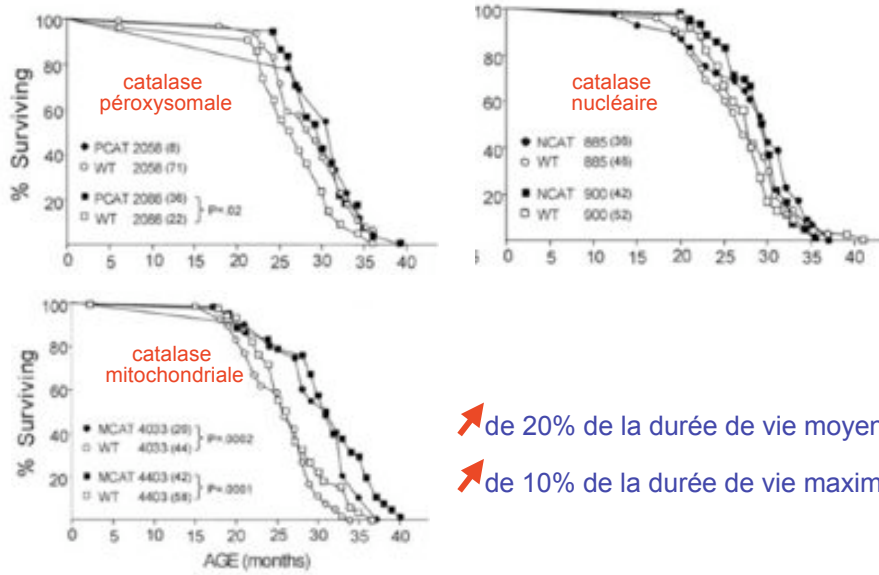 100
80
60
40
20
% Surviving
catalase
péroxysomale
PCAT 2058 (8)
WT 2058 (71)
PCAT 2086 (36)
WT 2086 (22)
P=.02
0 5 10 15 20 25 30 35 40
100
80
60
40
20
% Surviving
catalase
nucléaire
NCAT 885 (36)
WT 885 (46)
NCAT 900 (42)
WT 900 (52)
0 5 10 15 20 25 30 35 40
100
80
60
40
20
% Surviving
catalase
mitochondriale
MCAT 4033 (20)
WT 4033 (44)
P=.0002
MCAT 4403 (42)
WT 4403 (58)
P=.0001
0 5 10 15 20 25 30 35 40
AGE (months)
de 20% de la durée de vie moyen
de 10% de la durée de vie maxim